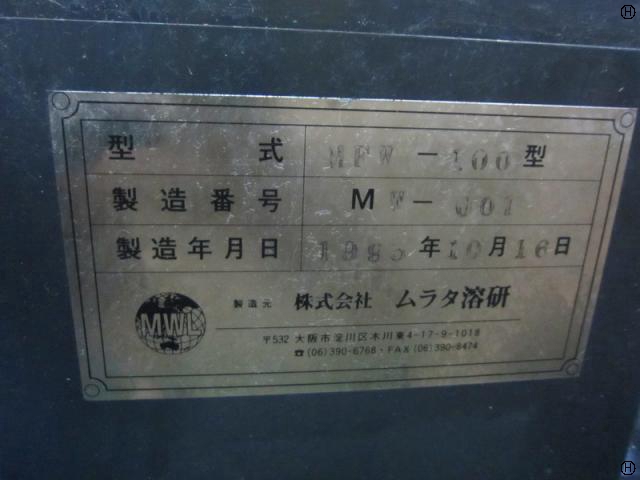 型式 MFW-100型
製造番号 MW-001
製造年月日 年10月16日
MWL
製造元 株式会社 ムラタ溶研
〒532 大阪市淀川区木川東4-17-9-1018
☎(06)390-6768・FAX(06)390-8474